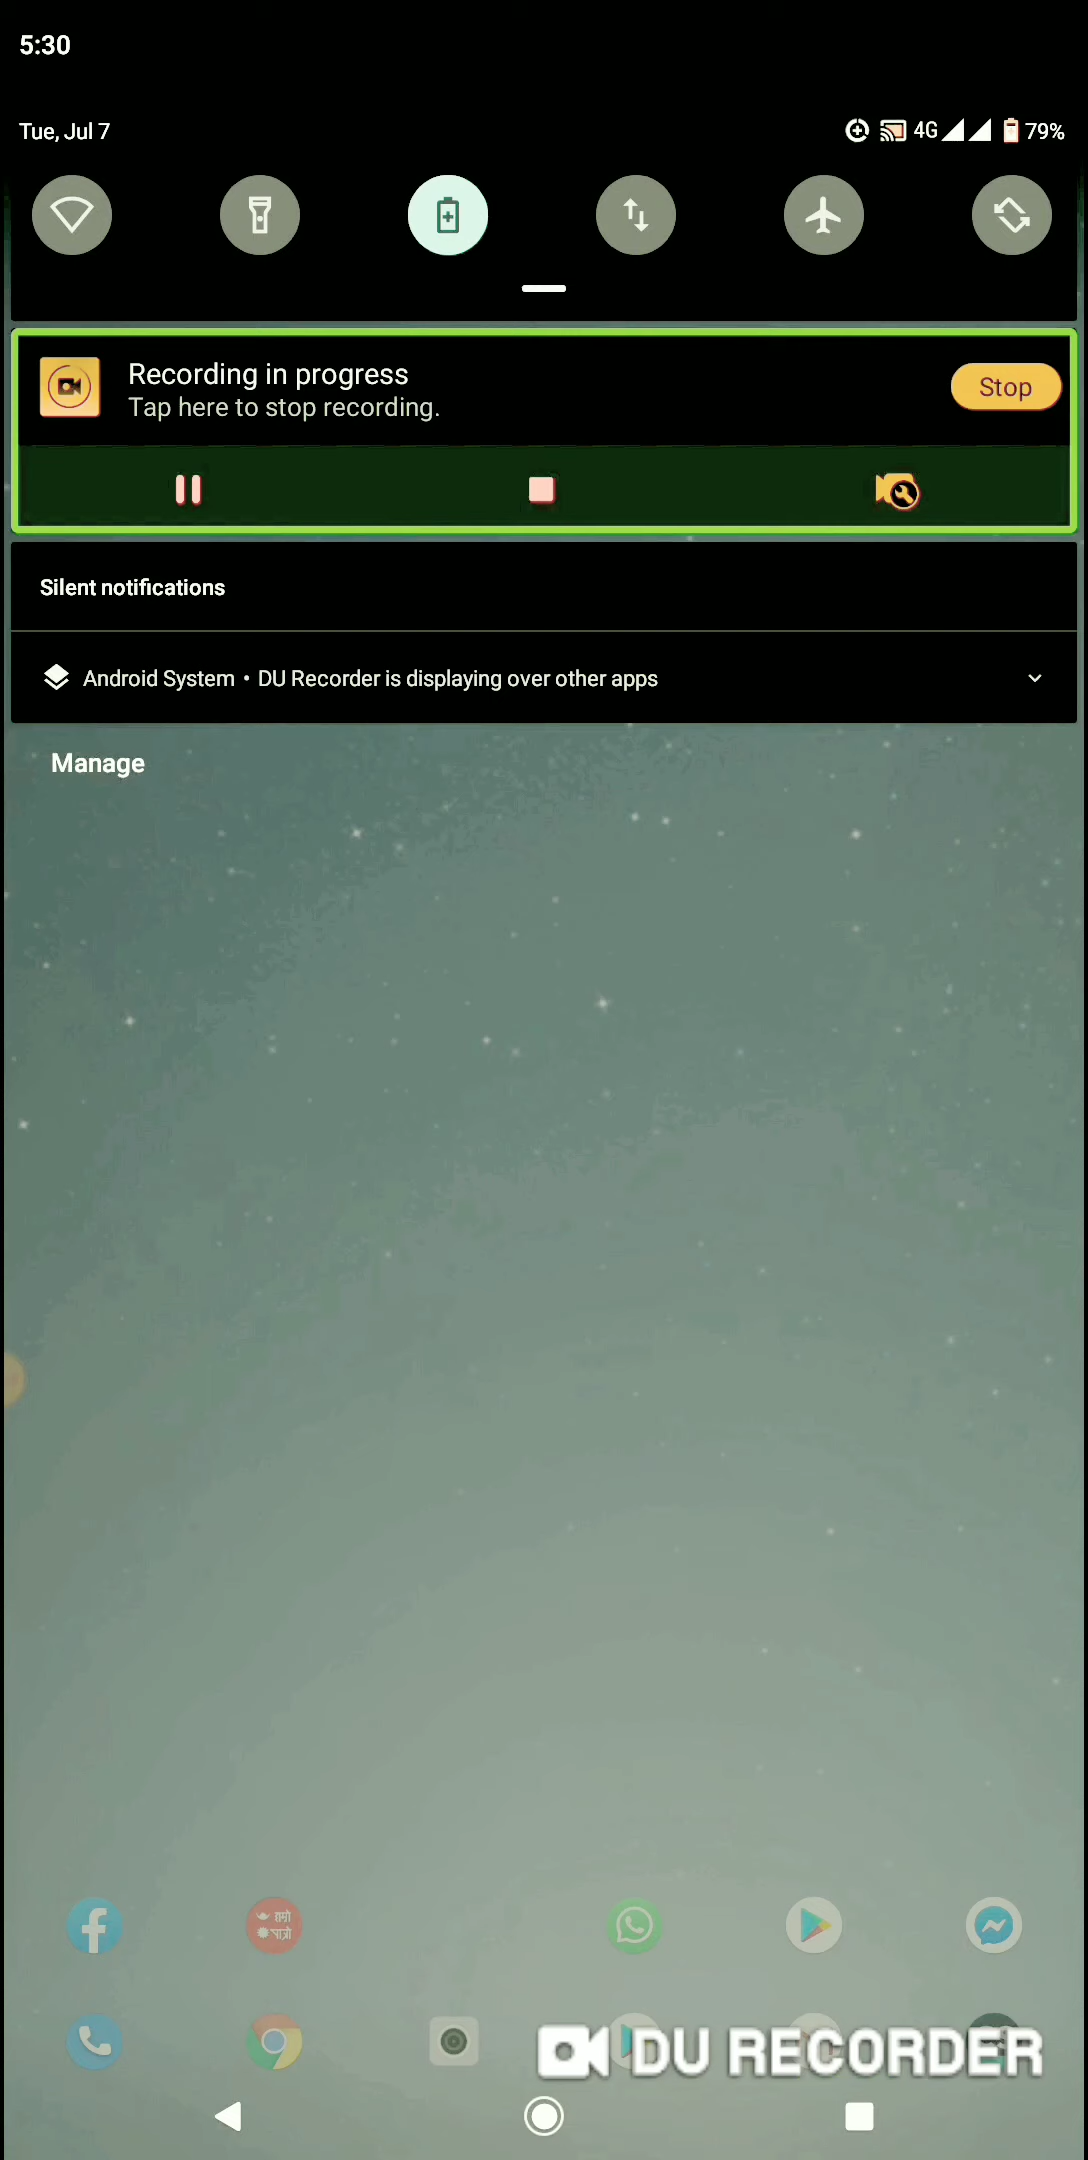 5:30
Tue, Jul 7
4G 79%
Recording in progress
Tap here to stop recording.
Stop
Silent notifications
Android System • DU Recorder is displaying over other apps
Manage
DU RECORDER